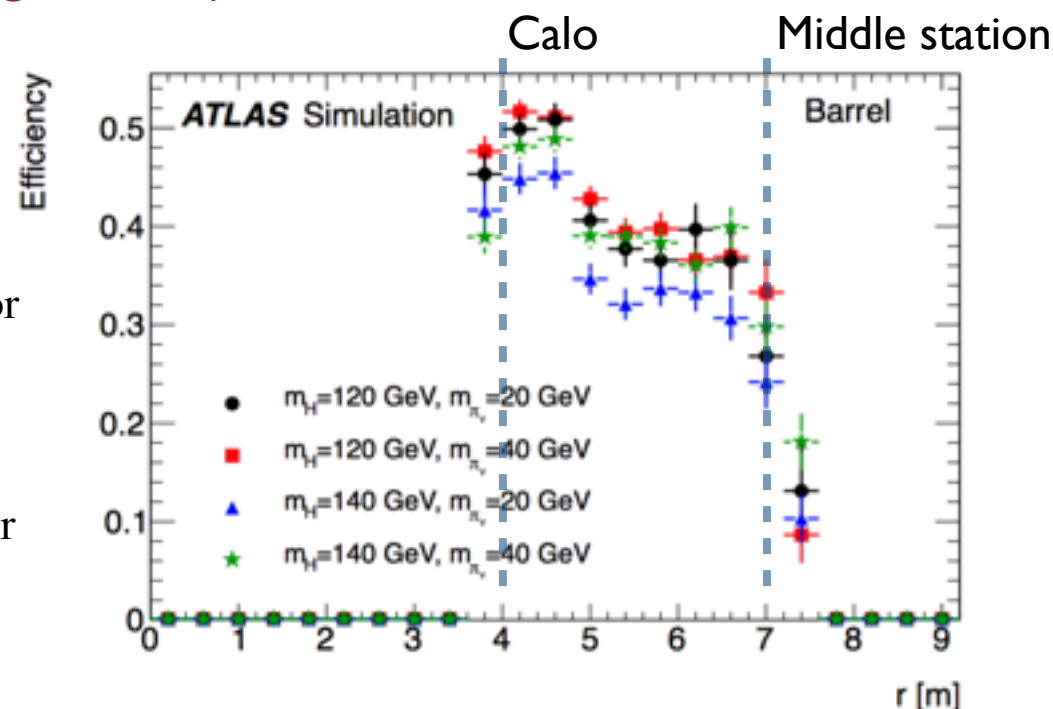 Calo Middle station
Efficiency
ATLAS Simulation Barrel
0.5
0.4
or
0.3
m_H=120 GeV, m_πv=20 GeV
0.2
m_H=120 GeV, m_πv=40 GeV
m_H=140 GeV, m_πv=20 GeV
r
0.1
m_H=140 GeV, m_πv=40 GeV
0
0 1 2 3 4 5 6 7 8 9
r [m]